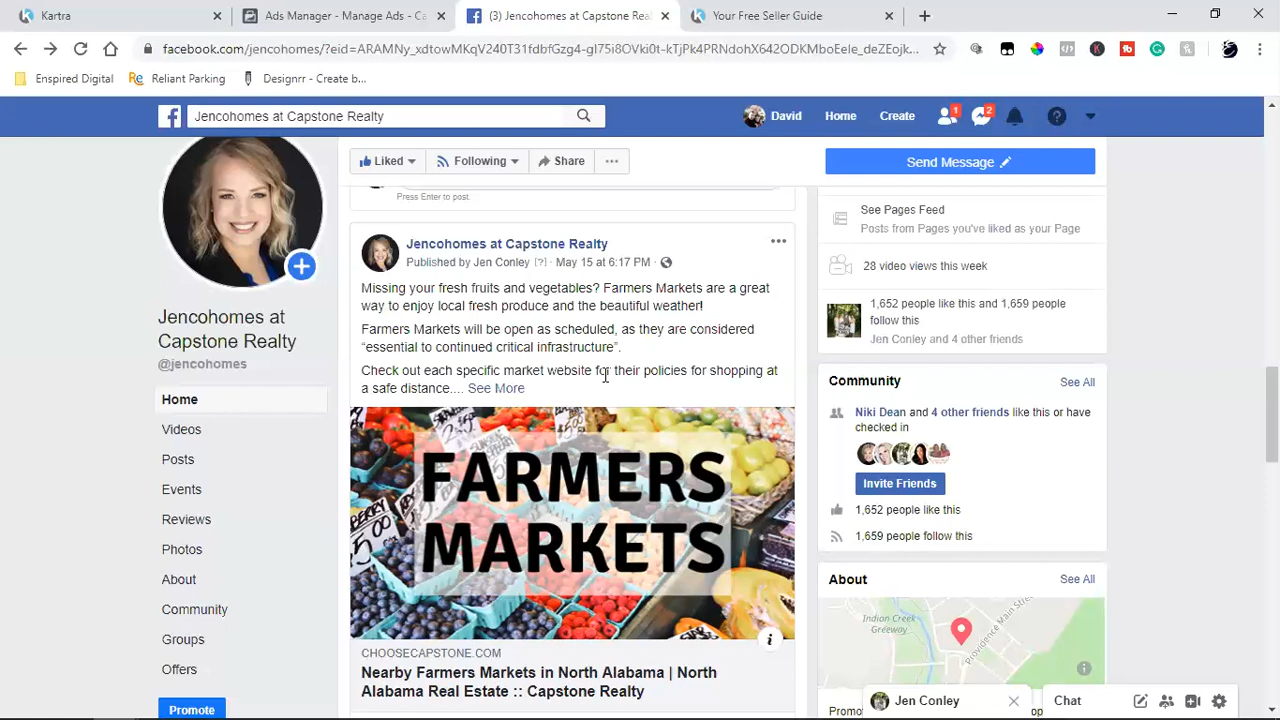 Kartra
Ads Manager - Manage Ads - C
(3) Jencohomes at Capstone Real
Your Free Seller Guide
facebook.com/jencohomes/?eid=ARAMNy_xdtowMKqV240T31fdbfGzg4-gl75i8OVki0t-kTjPk4PRNdohX642ODKMboEele_deZEojk...
Enspired Digital
Re Reliant Parking
Designrr - Create b...
Jencohomes at Capstone Realty
David
Home
Create
1
2
Liked
Following
Share
Send Message
Press Enter to post.
Jencohomes at
Capstone Realty
@jencohomes
Home
Videos
Posts
Events
Reviews
Photos
About
Community
Groups
Offers
Promote
Jencohomes at Capstone Realty
Published by Jen Conley [?] · May 15 at 6:17 PM ·
Missing your fresh fruits and vegetables? Farmers Markets are a great
way to enjoy local fresh produce and the beautiful weather!
Farmers Markets will be open as scheduled, as they are considered
“essential to continued critical infrastructure”.
Check out each specific market website for their policies for shopping at
a safe distance.... See More
FARMERS
MARKETS
CHOOSECAPSTONE.COM
Nearby Farmers Markets in North Alabama | North
Alabama Real Estate :: Capstone Realty
See Pages Feed
Posts from Pages you've liked as your Page
28 video views this week
1,652 people like this and 1,659 people
follow this
Jen Conley and 4 other friends
Community
See All
Niki Dean and 4 other friends like this or have
checked in
Invite Friends
1,652 people like this
1,659 people follow this
About
See All
Indian Creek
Greeway
Providence Main St
Jen Conley
Chat